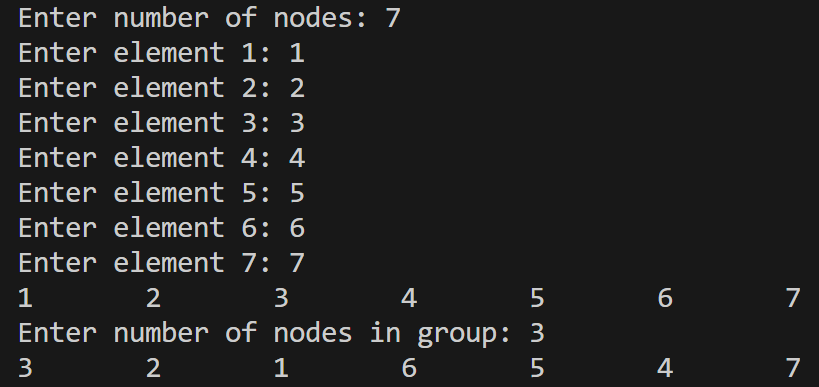 Enter number of nodes: 7
Enter element 1: 1
Enter element 2: 2
Enter element 3: 3
Enter element 4: 4
Enter element 5: 5
Enter element 6: 6
Enter element 7: 7
1	2	3	4	5	6	7
Enter number of nodes in group: 3
3	2	1	6	5	4	7